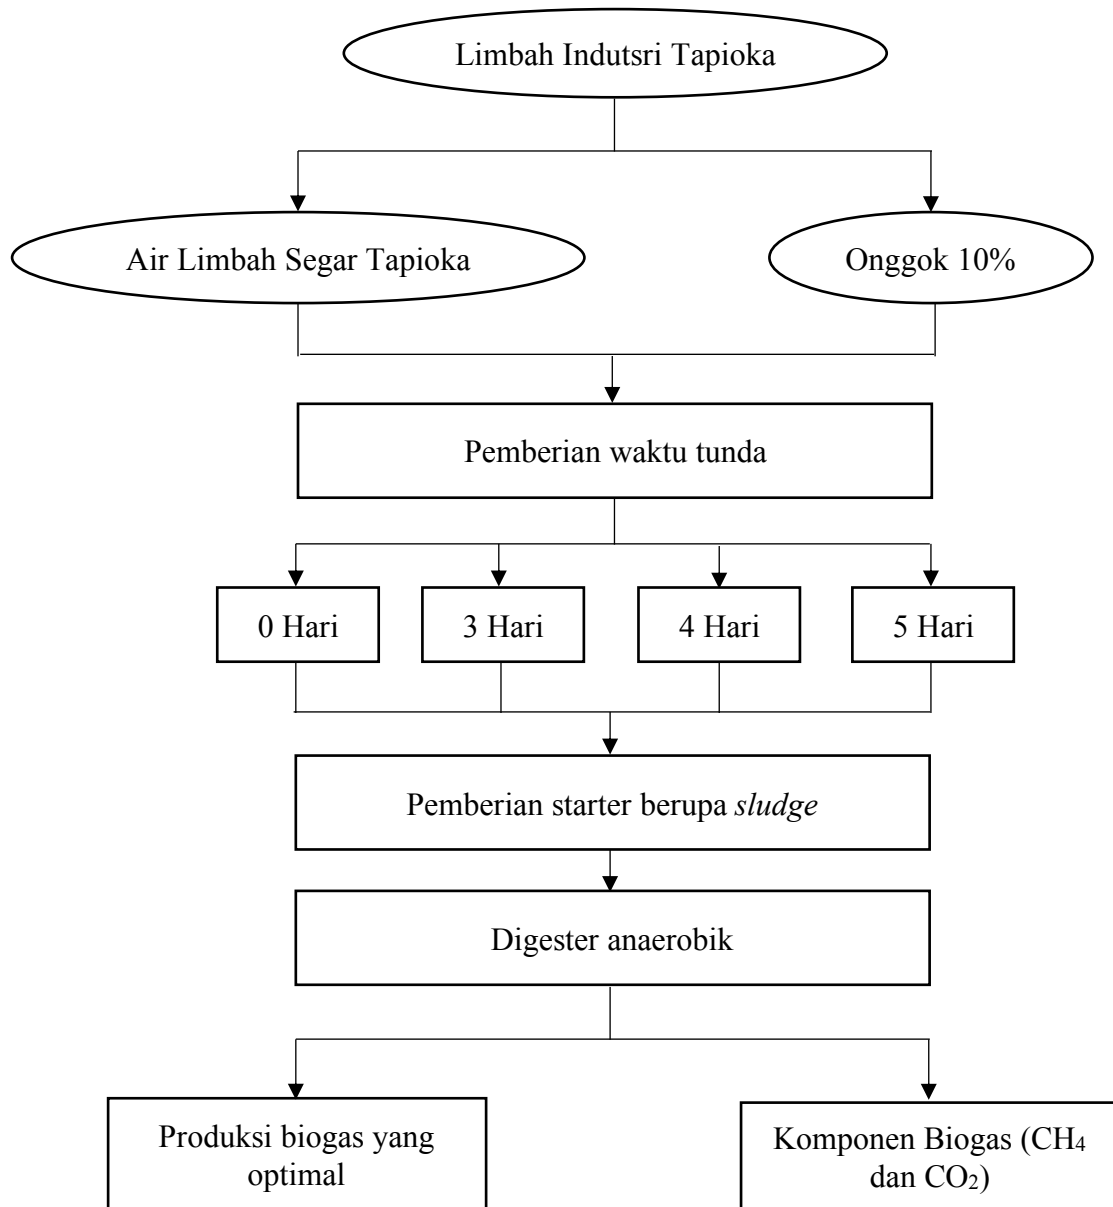 Limbah Indutsri Tapioka
Air Limbah Segar Tapioka
Onggok 10%
Pemberian waktu tunda
0 Hari
3 Hari
4 Hari
5 Hari
Pemberian starter berupa sludge
Digester anaerobik
Produksi biogas yang
optimal
Komponen Biogas (CH4
dan CO2)